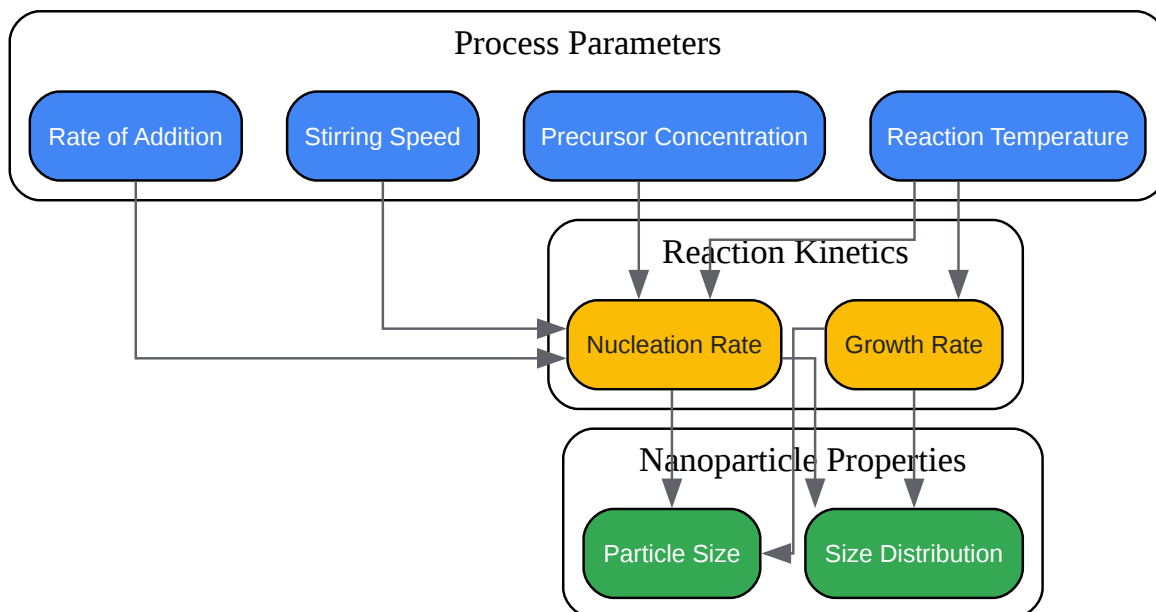 Process Parameters
Rate of Addition
Stirring Speed
Precursor Concentration
Reaction Temperature
Reaction Kinetics
Nucleation Rate
Growth Rate
Nanoparticle Properties
Particle Size
Size Distribution